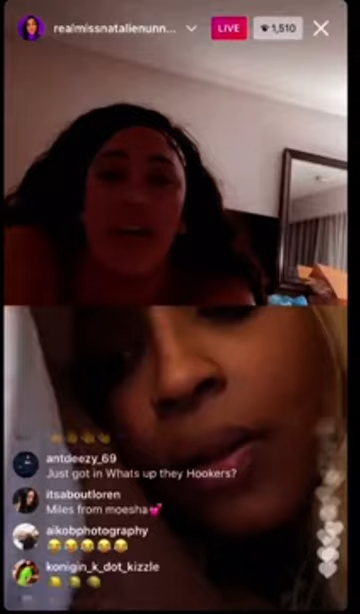 realmissnatalienunn...
LIVE
1,510
antdeezy_69
Just got in Whats up they Hookers?
itsaboutloren
Miles from moesha💕
aikobphotography
😂😂😂😂😂
konigin_k_dot_kizzle